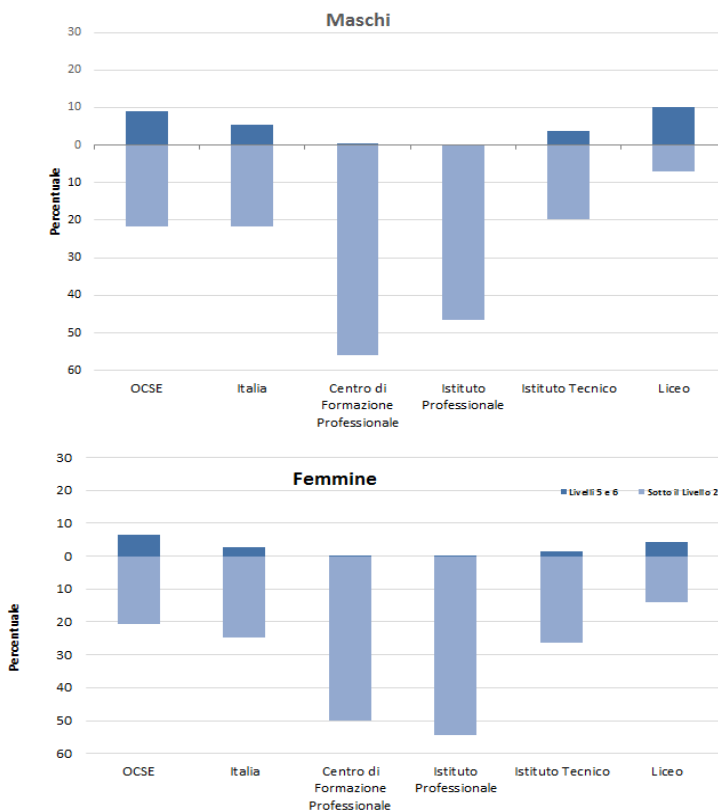 Maschi
30
20
10
0
10
20
30
40
50
60
Percentuale
OCSE
Italia
Centro di
Formazione
Professionale
Istituto
Professionale
Istituto Tecnico
Liceo
Femmine
Livelli 5 e 6
Sotto il Livello 2
30
20
10
0
10
20
30
40
50
60
Percentuale
OCSE
Italia
Centro di
Formazione
Professionale
Istituto
Professionale
Istituto Tecnico
Liceo